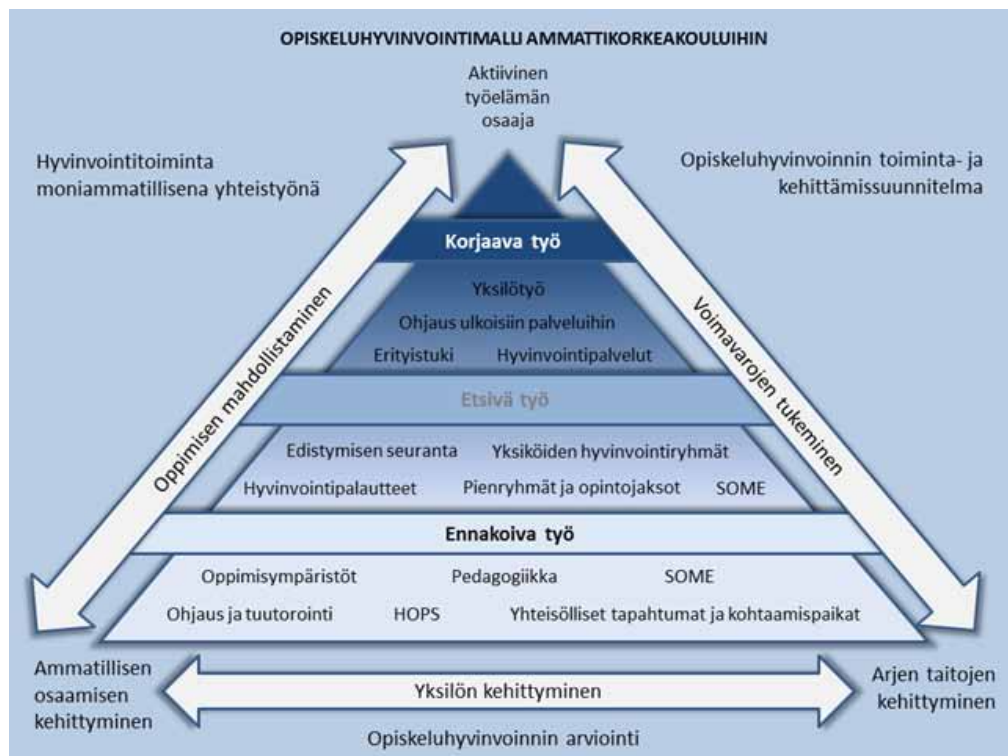 OPISKELUHYVINVOINTIMALLI AMMATTIKORKEAKOULUIHIN
Aktiivinen
työelämän
osaaja
Hyvinvointitoiminta
moniammatillisena yhteistyönä
Opiskeluhyvinvoinnin toiminta- ja
kehittämissuunnitelma
Oppimisen mahdollistaminen
Voimavarojen tukeminen
Korjaava työ
Yksilötyö
Ohjaus ulkoisiin palveluihin
Erityistuki Hyvinvointipalvelut
Etsivä työ
Edistymisen seuranta Yksiköiden hyvinvointiryhmät
Hyvinvointipalautteet Pienryhmät ja opintojaksot SOME
Ennakoiva työ
Oppimisympäristöt Pedagogiikka SOME
Ohjaus ja tuutorointi HOPS Yhteisölliset tapahtumat ja kohtaamispaikat
Ammatillisen
osaamisen
kehittyminen
Yksilön kehittyminen
Arjen taitojen
kehittyminen
Opiskeluhyvinvoinnin arviointi